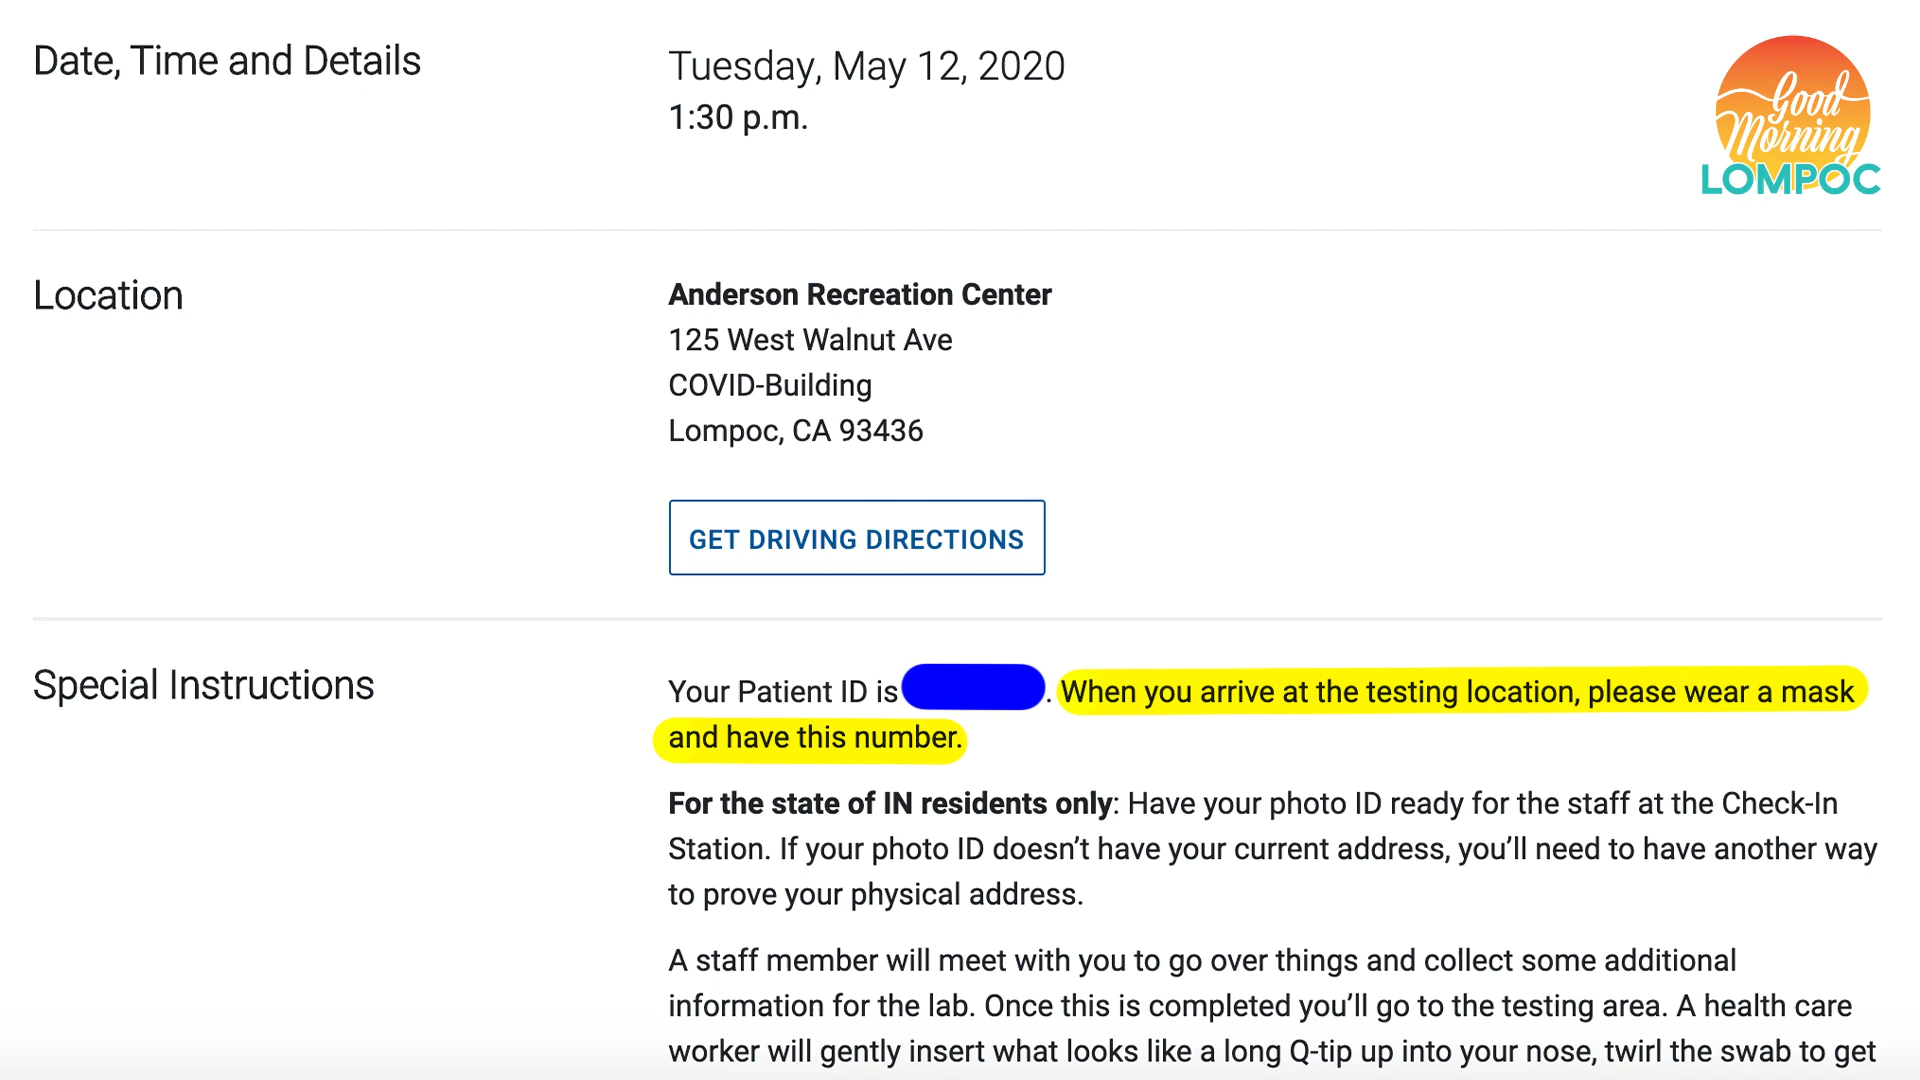 Date, Time and Details
Tuesday, May 12, 2020
1:30 p.m.
Good
Morning
LOMPOC
Location
Anderson Recreation Center
125 West Walnut Ave
COVID-Building
Lompoc, CA 93436
GET DRIVING DIRECTIONS
Special Instructions
Your Patient ID is . When you arrive at the testing location, please wear a mask
and have this number.
For the state of IN residents only: Have your photo ID ready for the staff at the Check-In
Station. If your photo ID doesn’t have your current address, you’ll need to have another way
to prove your physical address.
A staff member will meet with you to go over things and collect some additional
information for the lab. Once this is completed you’ll go to the testing area. A health care
worker will gently insert what looks like a long Q-tip up into your nose, twirl the swab to get